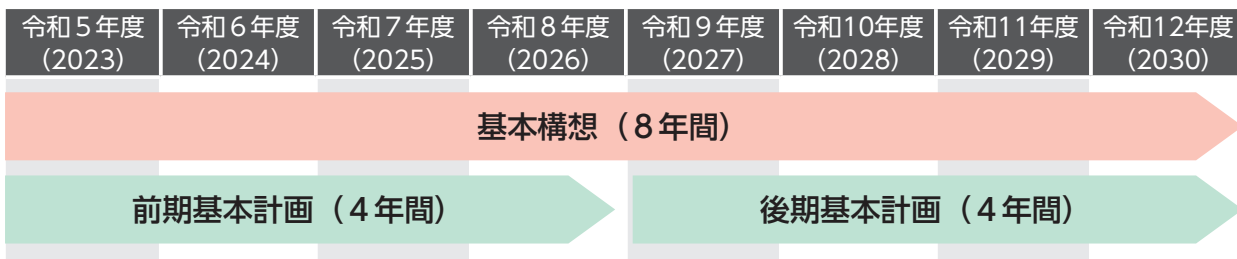 令和5年度 令和6年度 令和7年度 令和8年度 令和9年度 令和10年度 令和11年度 令和12年度
（2023） （2024） （2025） （2026） （2027） （2028） （2029） （2030）
基本構想（8年間）
前期基本計画（4年間） 後期基本計画（4年間）